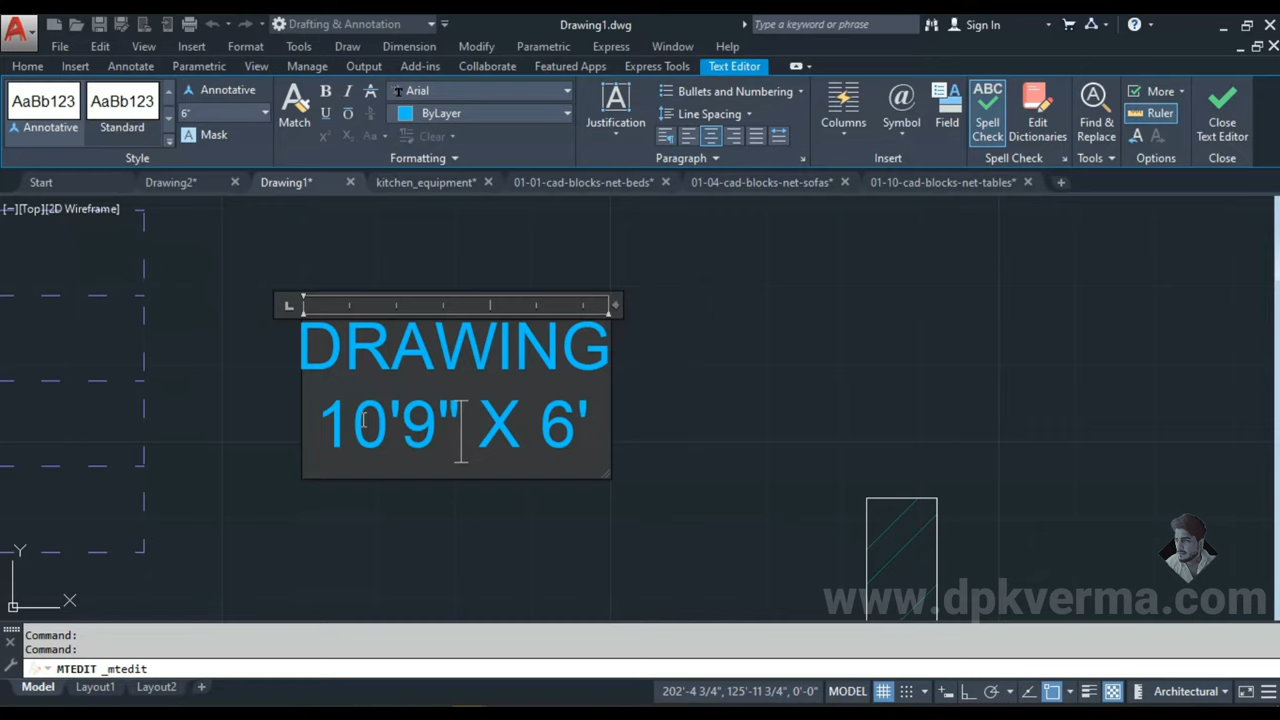 Drafting & Annotation
Drawing1.dwg
Type a keyword or phrase
Sign In
File Edit View Insert Format Tools Draw Dimension Modify Parametric Express Window Help
Home Insert Annotate Parametric View Manage Output Add-ins Collaborate Featured Apps Express Tools Text Editor
AaBb123
Annotative
AaBb123
Standard
Annotative
6"
Mask
Style
Match
B I A
U O
Aa
Arial
ByLayer
Formatting
Justification
Bullets and Numbering
Line Spacing
Paragraph
Columns
Symbol
Field
Insert
ABC
Spell
Check
Edit
Dictionaries
Spell Check
Find &
Replace
Tools
More
Ruler
Options
Close
Text Editor
Close
Start Drawing2* Drawing1* kitchen_equipment* 01-01-cad-blocks-net-beds* 01-04-cad-blocks-net-sofas* 01-10-cad-blocks-net-tables*
[−][Top][2D Wireframe]
DRAWING
10'9" X 6'
Y
X
www.dpkverma.com
Command:
Command:
MTEDIT _mtedit
Model Layout1 Layout2
202'-4 3/4", 125'-11 3/4", 0'-0"
MODEL
Architectural